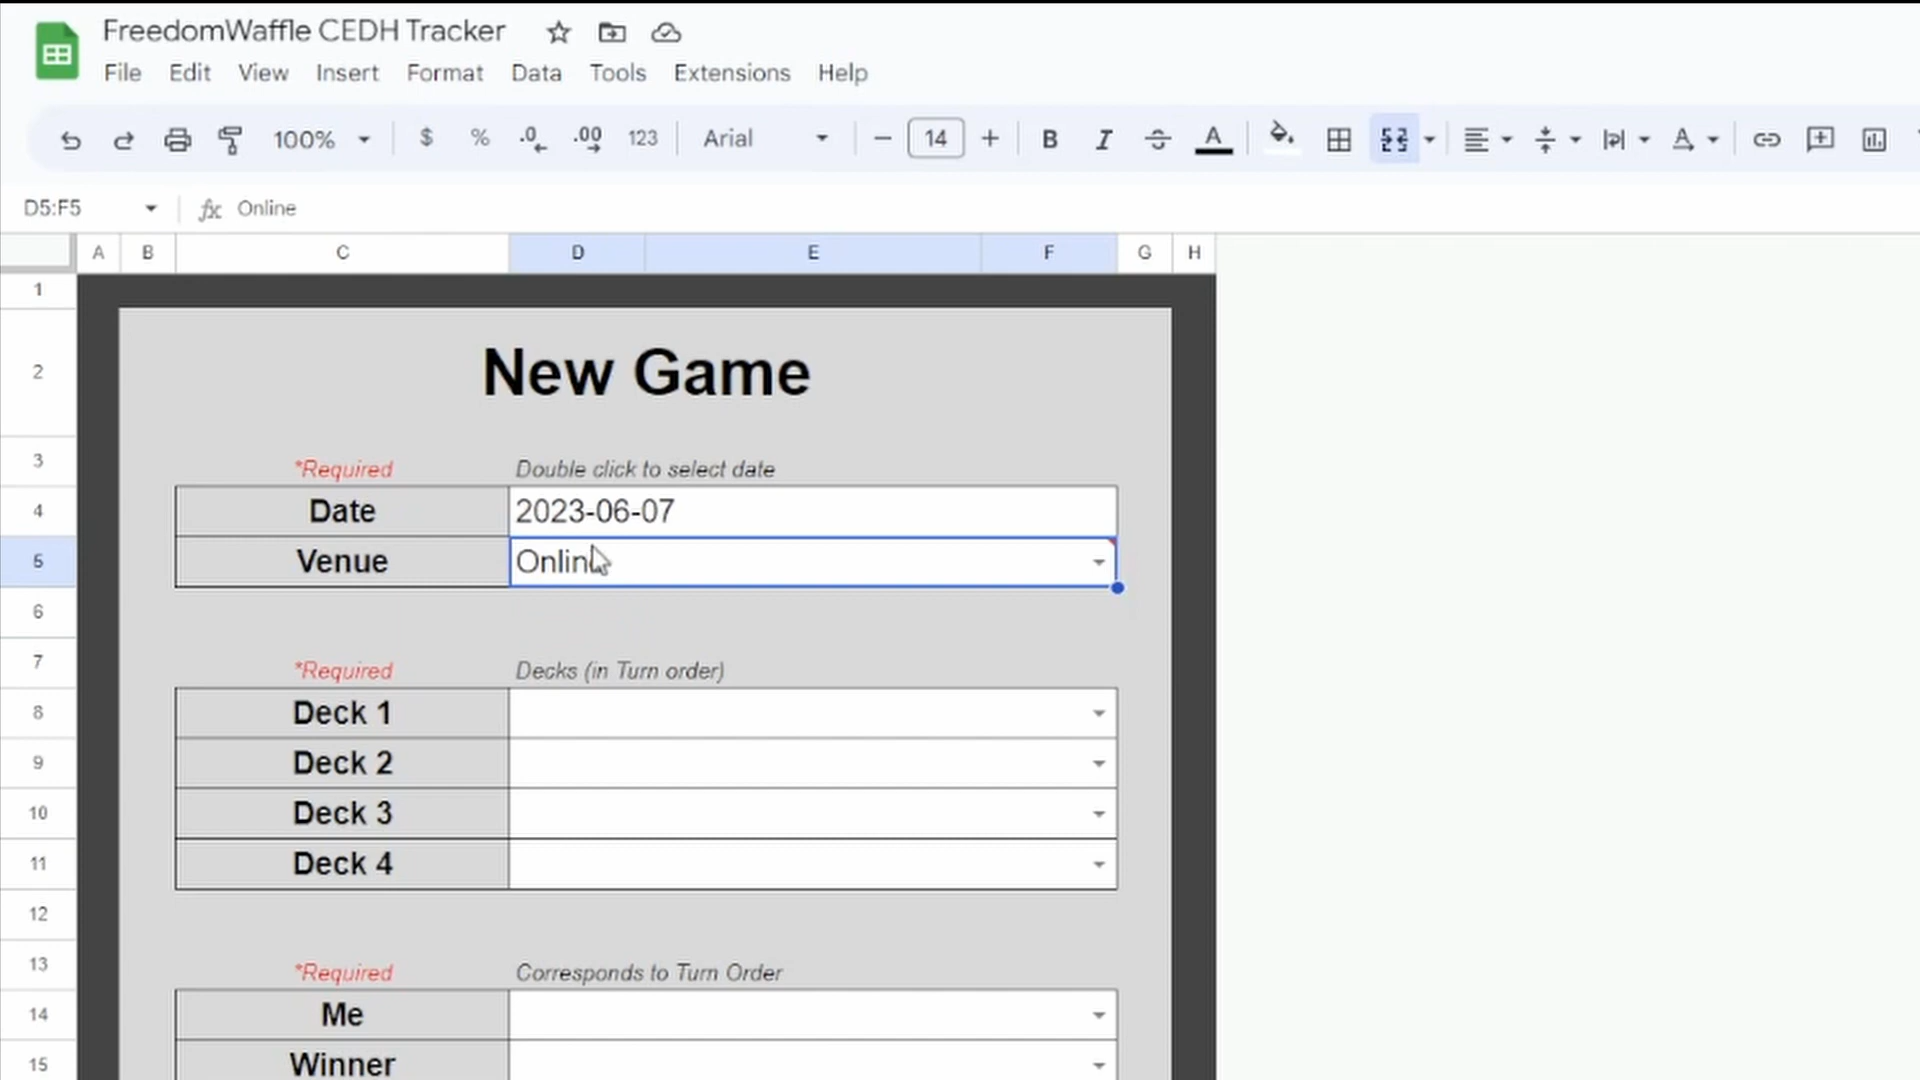 FreedomWaffle CEDH Tracker
File Edit View Insert Format Data Tools Extensions Help
100% $ % .0 .00 123 Arial 14 B I A A
D5:F5 fx Online
A B C D E F G H
1
2 New Game
3 *Required Double click to select date
4 Date 2023-06-07
5 Venue Online
6
7 *Required Decks (in Turn order)
8 Deck 1
9 Deck 2
10 Deck 3
11 Deck 4
12
13 *Required Corresponds to Turn Order
14 Me
15 Winner